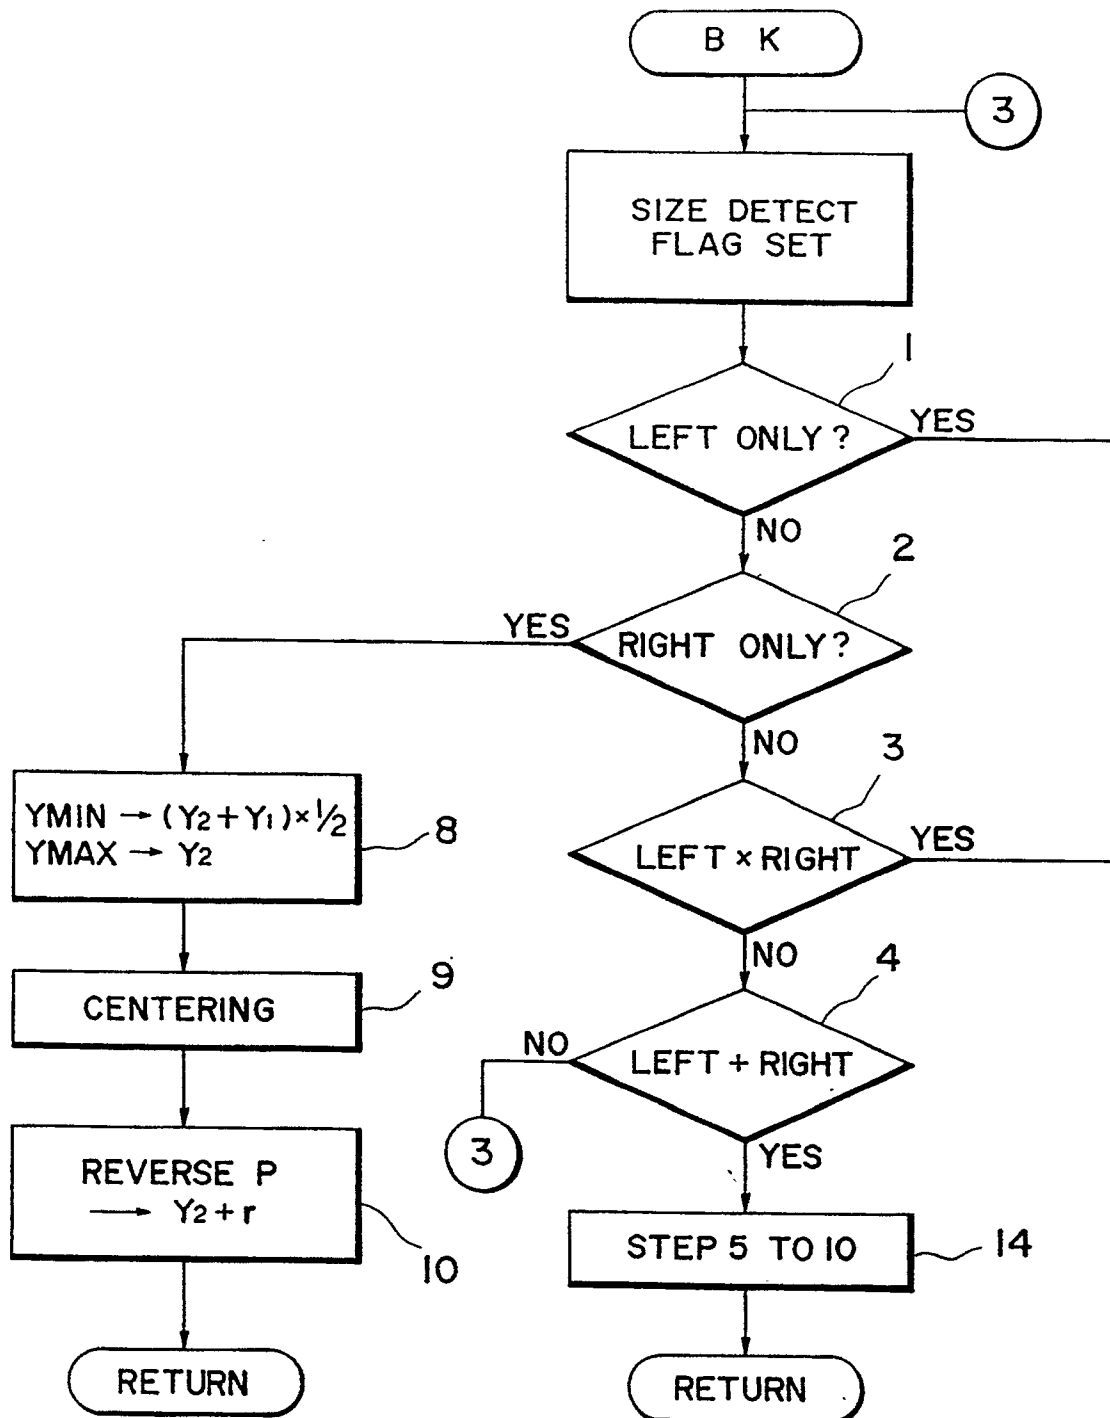 B K
3
SIZE DETECT
FLAG SET
1
LEFT ONLY?
YES
NO
2
YES
RIGHT ONLY?
NO
3
YMIN → (Y2+Y1)×1/2
YMAX → Y2
8
LEFT × RIGHT
YES
NO
4
CENTERING
9
NO
LEFT + RIGHT
3
YES
REVERSE P
→ Y2+r
10
STEP 5 TO 10
14
RETURN
RETURN